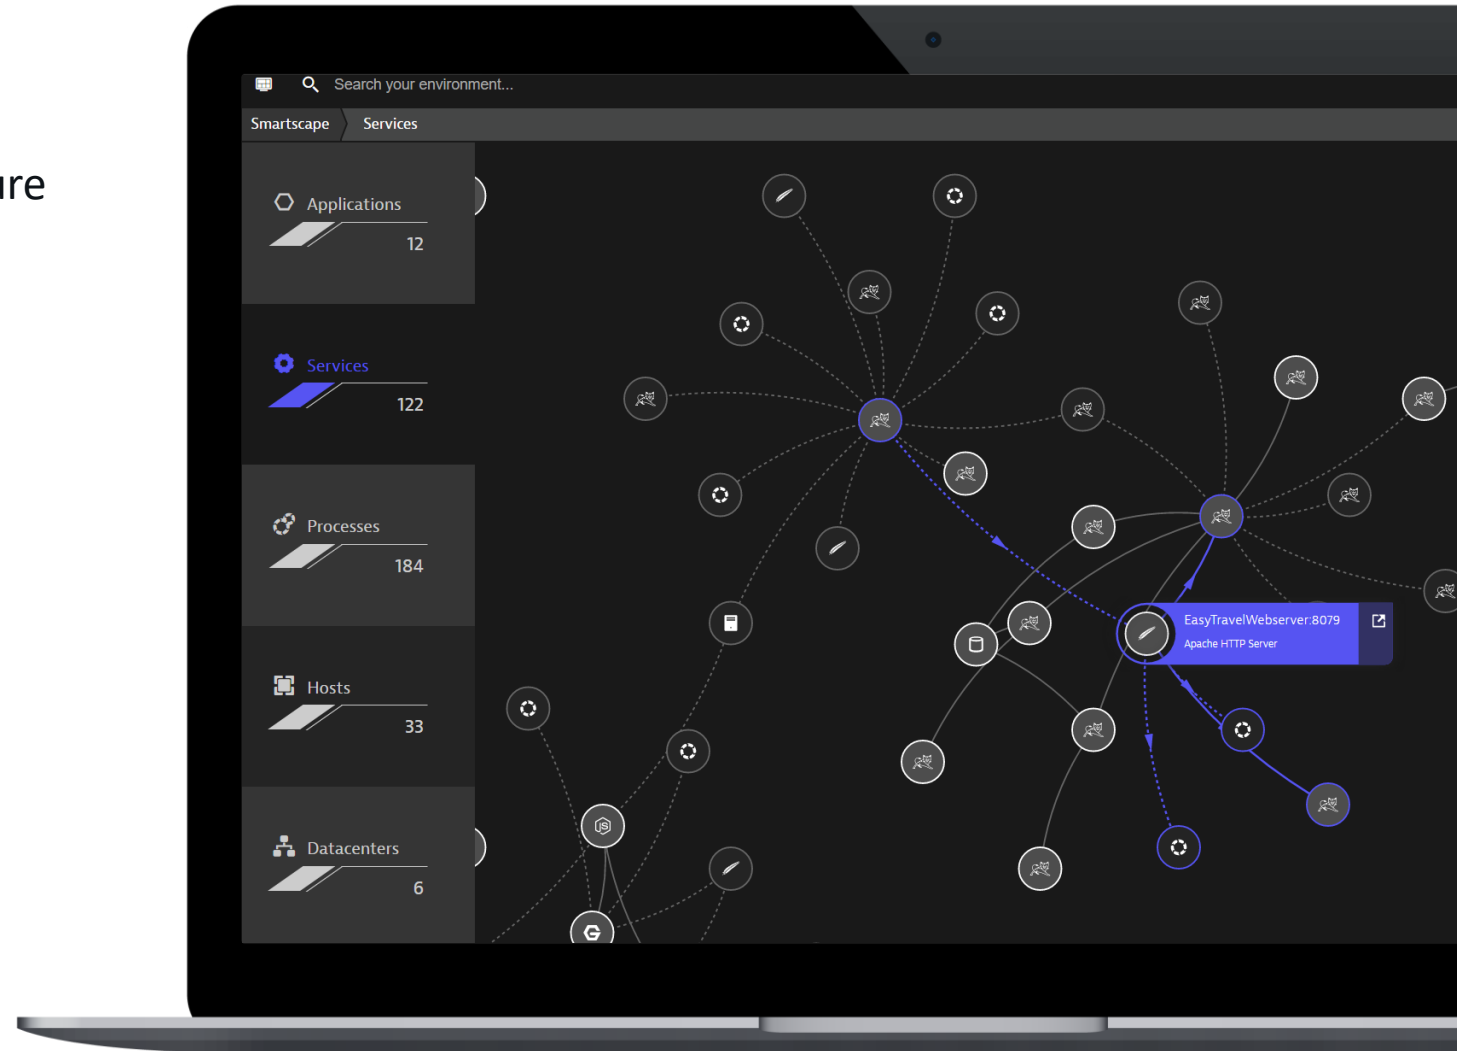 ure
Search your environment...
Smartscape
Services
Applications
12
Services
122
Processes
184
Hosts
33
Datacenters
6
EasyTravelWebserver:8079
Apache HTTP Server
JS